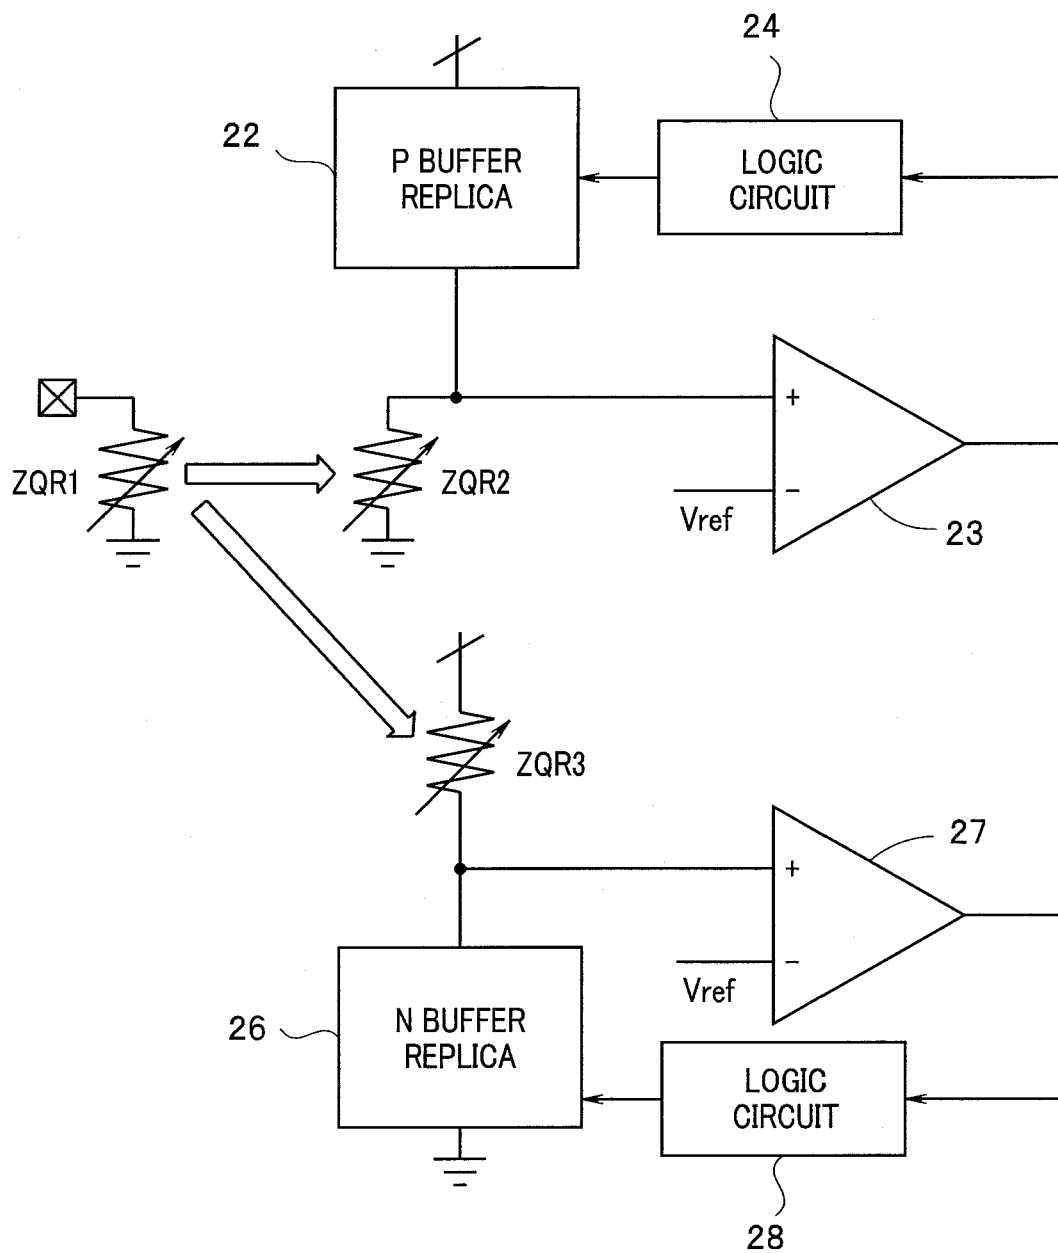 24
22
P BUFFER
REPLICA
LOGIC
CIRCUIT
+
ZQR1
ZQR2
−
Vref
23
ZQR3
27
+
−
Vref
26
N BUFFER
REPLICA
LOGIC
CIRCUIT
28